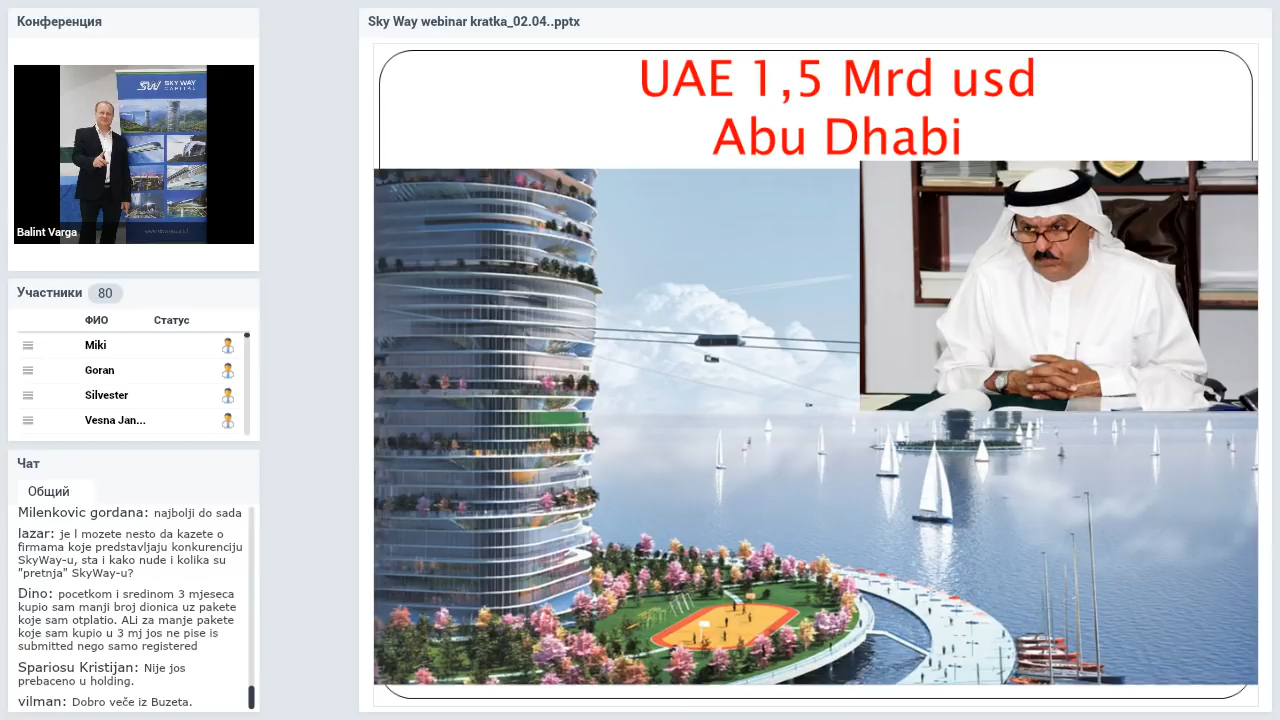 Конференция
SKY WAY
CAPITAL
Balint Varga
Участники 80
ФИО Статус
Miki
Goran
Silvester
Vesna Jan...
Чат
Общий
Milenkovic gordana: najbolji do sada
lazar: je l mozete nesto da kazete o
firmama koje predstavljaju konkurenciju
SkyWay-u, sta i kako nude i kolika su
"pretnja" SkyWay-u?
Dino: pocetkom i sredinom 3 mjeseca
kupio sam manji broj dionica uz pakete
koje sam otplatio. ALi za manje pakete
koje sam kupio u 3 mj jos ne pise is
submitted nego samo registered
Spariosu Kristijan: Nije jos
prebaceno u holding.
vilman: Dobro veče iz Buzeta.
Sky Way webinar kratka_02.04..pptx
UAE 1,5 Mrd usd
Abu Dhabi